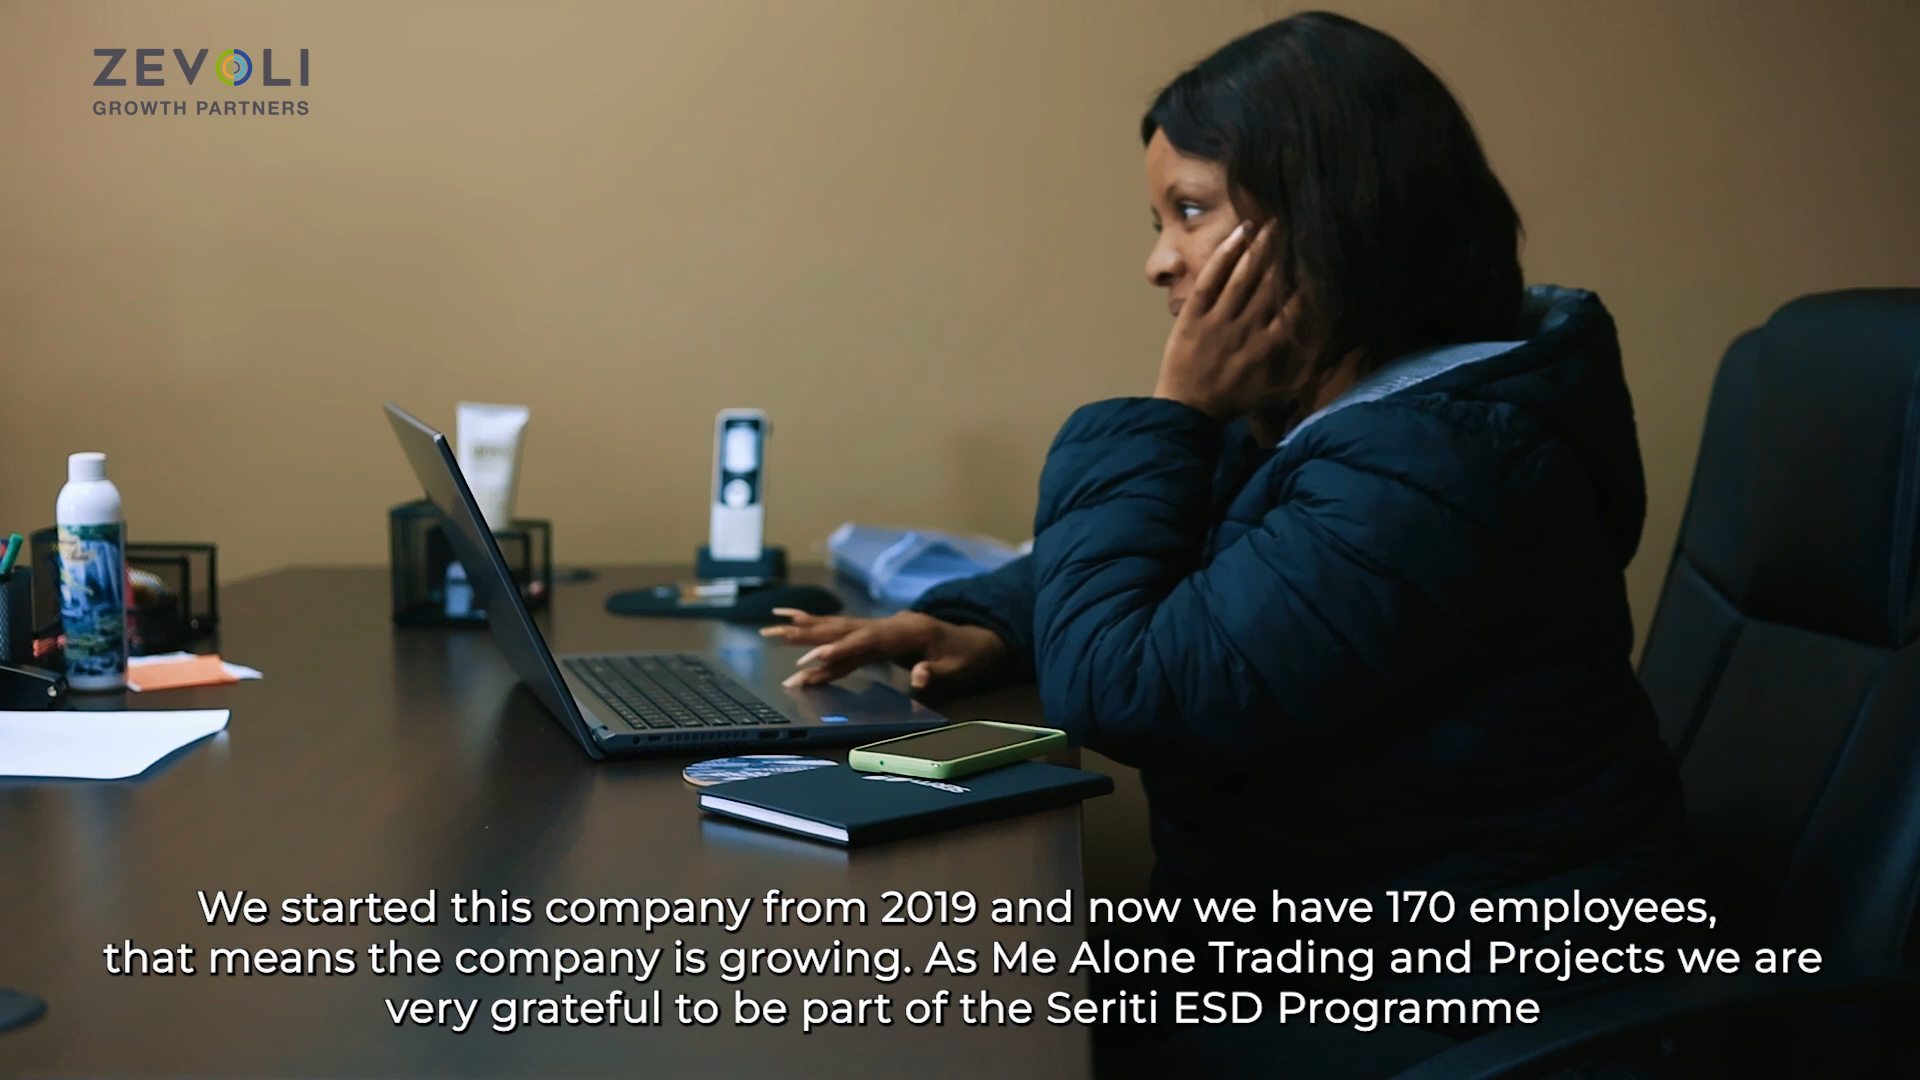 ZEVOLI
GROWTH PARTNERS
We started this company from 2019 and now we have 170 employees,
that means the company is growing. As Me Alone Trading and Projects we are
very grateful to be part of the Seriti ESD Programme